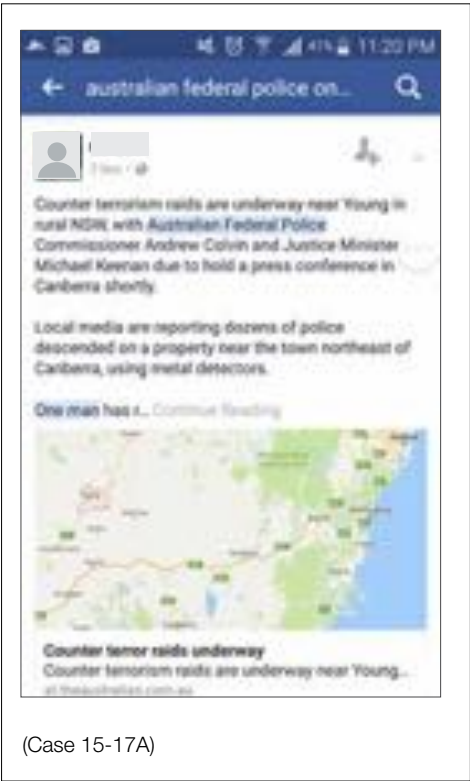 41% 11:20 PM
australian federal police on...
Counter terrorism raids are underway near Young in
rural NSW, with Australian Federal Police
Commissioner Andrew Colvin and Justice Minister
Michael Keenan due to hold a press conference in
Canberra shortly.
Local media are reporting dozens of police
descended on a property near the town northeast of
Canberra, using metal detectors.
One man has r... Continue Reading
Counter terror raids underway
Counter terrorism raids are underway near Young...
at.theaustralian.com.au
(Case 15-17A)